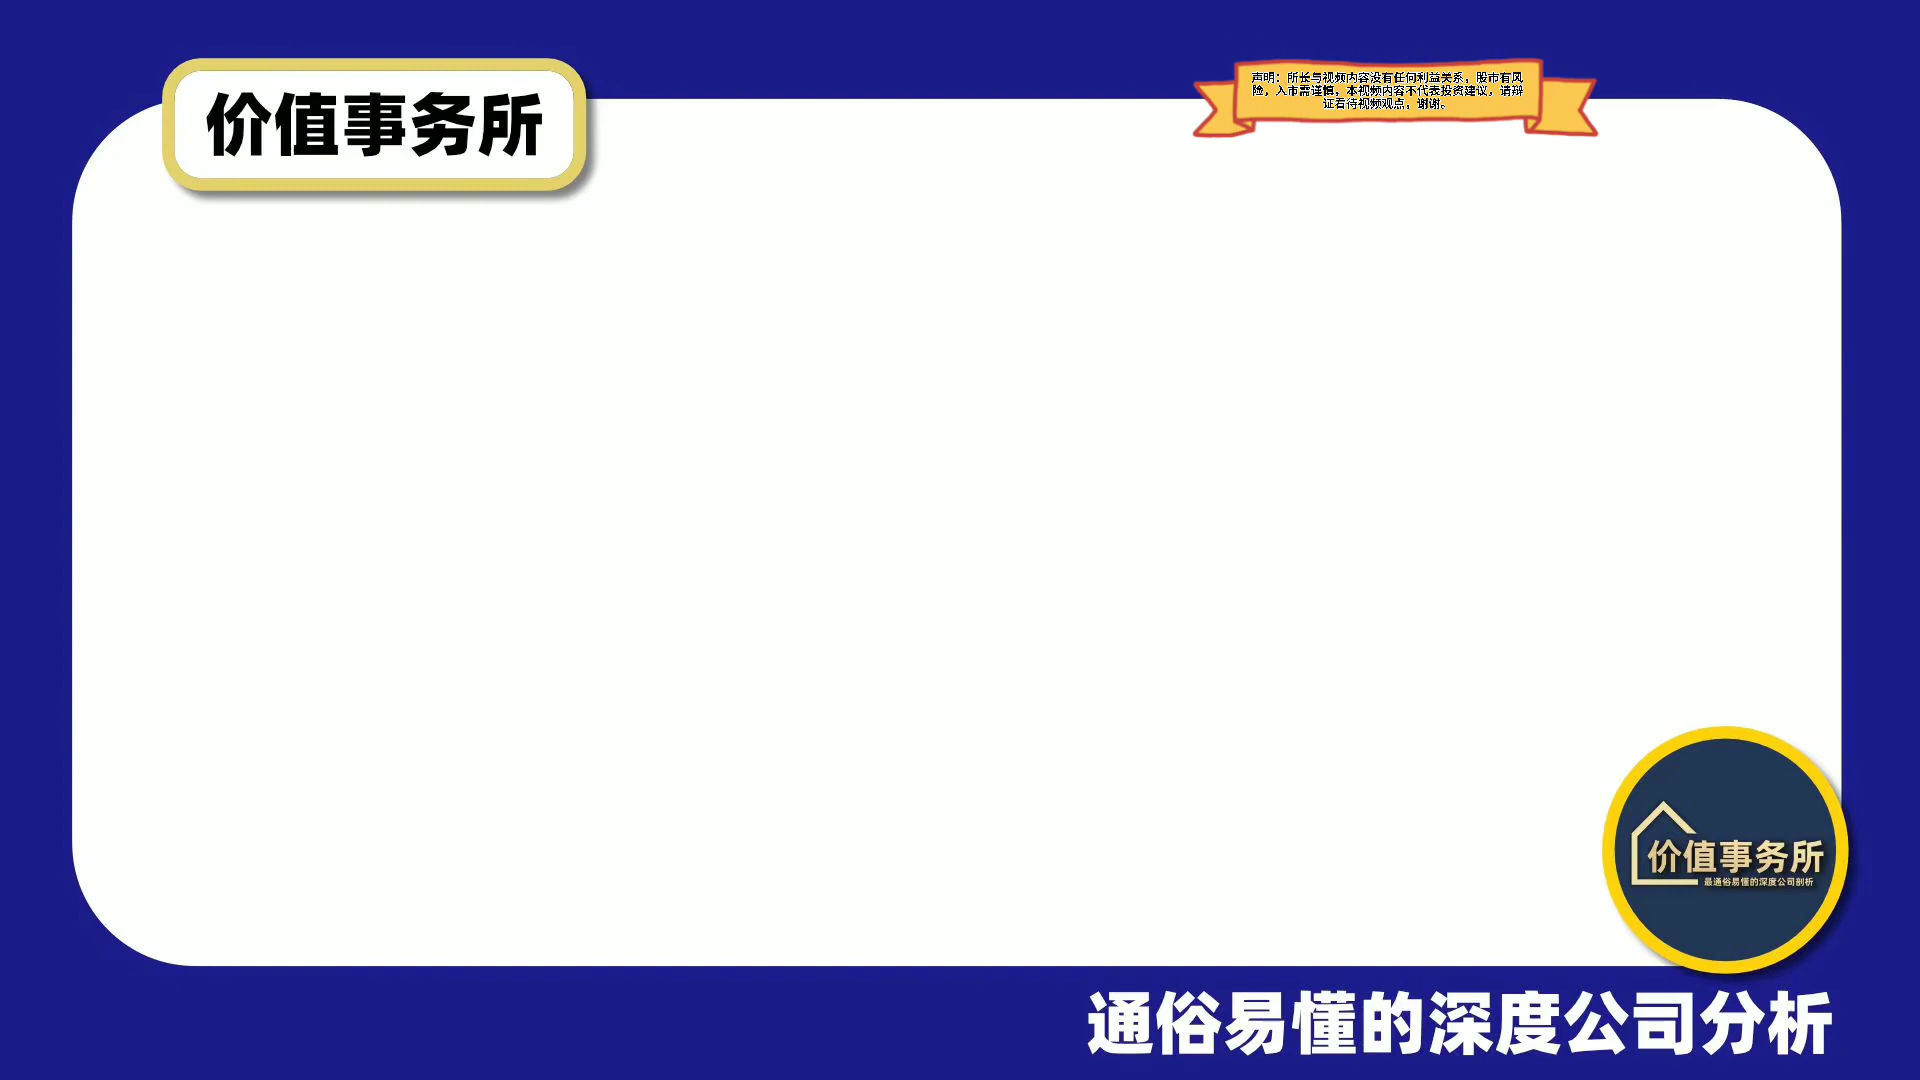 价值事务所
声明：所长与视频内容没有任何利益关系，股市有风
险，入市需谨慎，本视频内容不代表投资建议，请辩
证看待视频观点，谢谢。
价值事务所
最通俗易懂的深度公司剖析
通俗易懂的深度公司分析